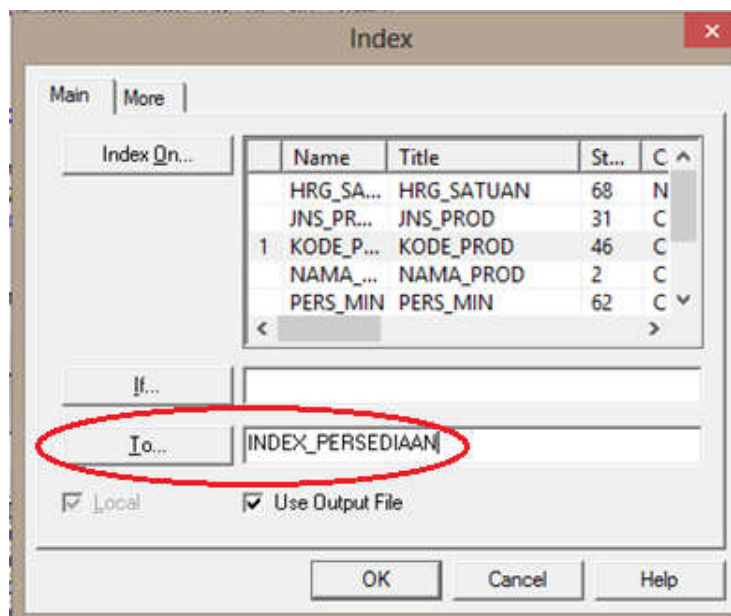 Index
Main More
Index On...
Name Title St... C
HRG_SA... HRG_SATUAN 68 N
JNS_PR... JNS_PROD 31 C
1 KODE_P... KODE_PROD 46 C
NAMA_... NAMA_PROD 2 C
PERS_MIN PERS_MIN 62 C
If...
To... INDEX_PERSEDIAAN
Local Use Output File
OK Cancel Help